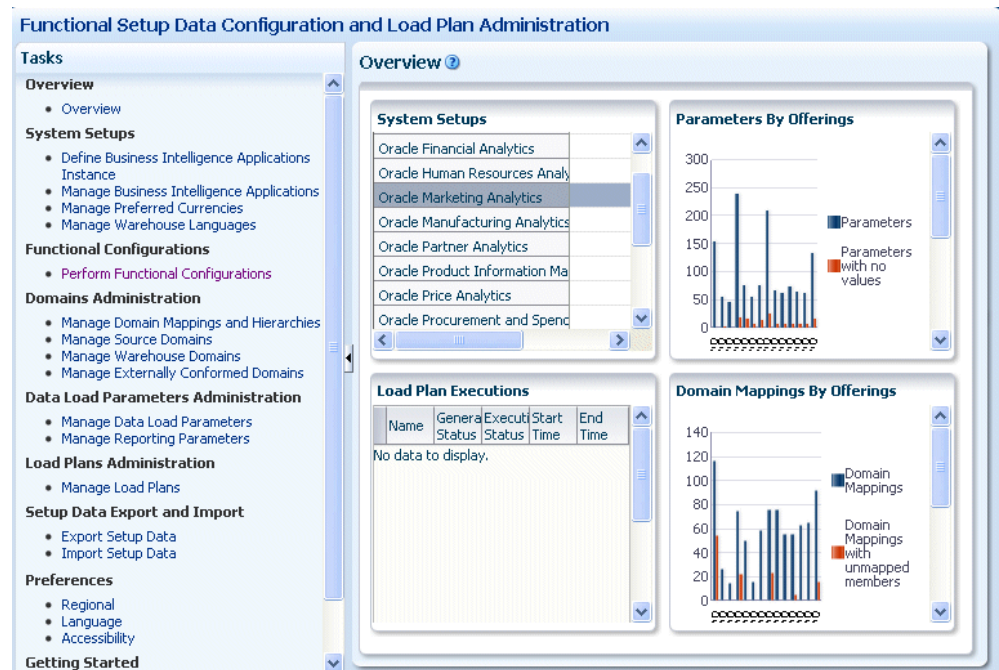 Functional Setup Data Configuration and Load Plan Administration
Tasks
Overview
Overview
System Setups
Define Business Intelligence Applications
Instance
Manage Business Intelligence Applications
Manage Preferred Currencies
Manage Warehouse Languages
Functional Configurations
Perform Functional Configurations
Domains Administration
Manage Domain Mappings and Hierarchies
Manage Source Domains
Manage Warehouse Domains
Manage Externally Conformed Domains
Data Load Parameters Administration
Manage Data Load Parameters
Manage Reporting Parameters
Load Plans Administration
Manage Load Plans
Setup Data Export and Import
Export Setup Data
Import Setup Data
Preferences
Regional
Language
Accessibility
Getting Started
Overview ?
System Setups
Oracle Financial Analytics
Oracle Human Resources Analy
Oracle Marketing Analytics
Oracle Manufacturing Analytics
Oracle Partner Analytics
Oracle Product Information Ma
Oracle Price Analytics
Oracle Procurement and Spend
Parameters By Offerings
300
250
200
150
100
50
0
Parameters
Parameters
with no
values
Load Plan Executions
Name
Genera
Status
Executi
Status
Start
Time
End
Time
No data to display.
Domain Mappings By Offerings
140
120
100
80
60
40
20
0
Domain
Mappings
Domain
Mappings
with
unmapped
members